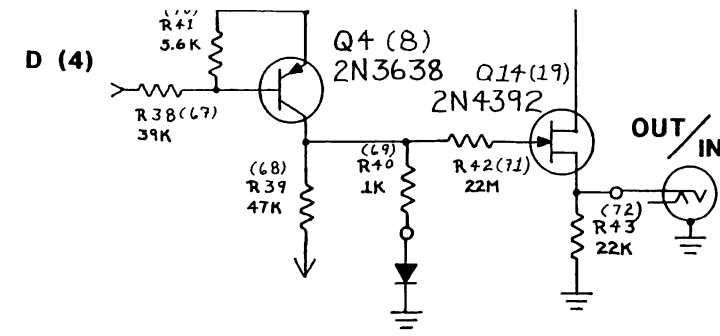 (70)
R41
5.6K
D (4)
R38(67)
39K
Q4 (8)
2N3638
Q14(19)
2N4392
(68)
R39
47K
(69)
R40
1K
R42(71)
22M
OUT/IN
(72)
R43
22K